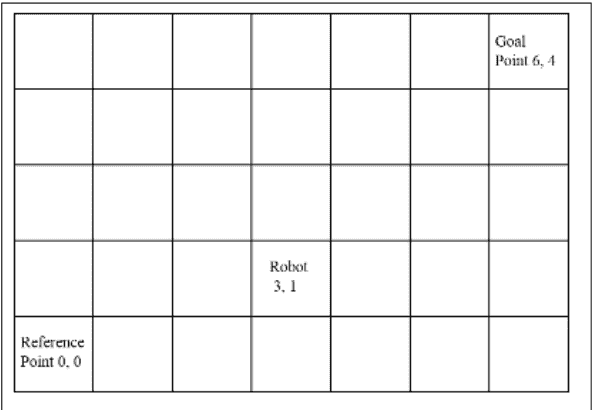 Goal
Point 6, 4
Robot
3, 1
Reference
Point 0, 0